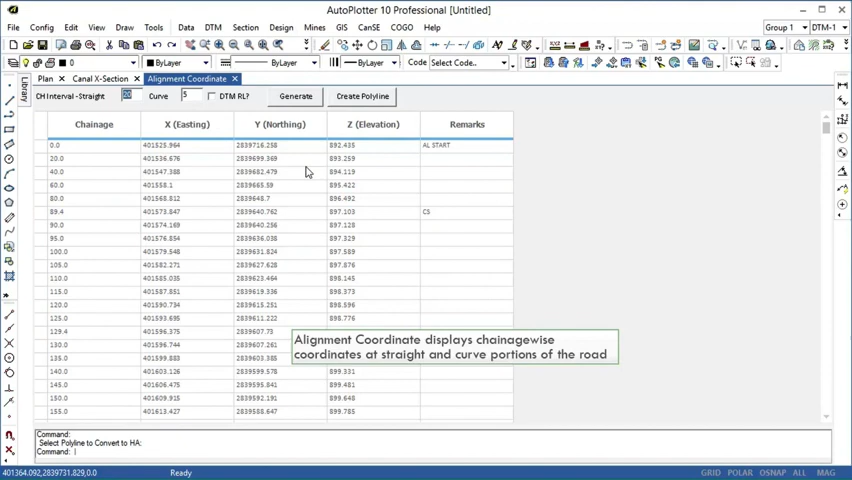 AutoPlotter 10 Professional [Untitled]
File Config Edit View Draw Tools Data DTM Section Design Mines GIS CanSE COGO Help Group 1 DTM-1
0 ByLayer ByLayer ByLayer Code Select Code..
Plan Canal X-Section Alignment Coordinate
Library
CH Interval -Straight 20 Curve 5 DTM RL? Generate Create Polyline
Chainage X (Easting) Y (Northing) Z (Elevation) Remarks
0.0 401525.964 2839716.258 892.435 AL START
20.0 401536.676 2839699.369 893.259
40.0 401547.388 2839682.479 894.119
60.0 401558.1 2839665.59 895.422
80.0 401568.812 2839648.7 896.492
89.4 401573.847 2839640.762 897.103 CS
90.0 401574.169 2839640.256 897.128
95.0 401576.854 2839636.038 897.329
100.0 401579.548 2839631.824 897.589
105.0 401582.271 2839627.628 897.876
110.0 401585.035 2839623.464 898.145
115.0 401587.851 2839619.336 898.391
120.0 401590.734 2839615.251 898.596
125.0 401593.695 2839611.222 898.776
129.4 401596.375 2839607.73
130.0 401596.744 2839607.261
135.0 401599.883 2839603.385
140.0 401603.126 2839599.578 899.331
145.0 401606.475 2839595.841 899.481
150.0 401609.915 2839592.191 899.648
155.0 401613.427 2839588.647 899.785
Alignment Coordinate displays chainagewise
coordinates at straight and curve portions of the road
Command:
Select Polyline to Convert to HA:
Command:
401364.092,2839731.829,0.0 Ready GRID POLAR OSNAP ALL MAG